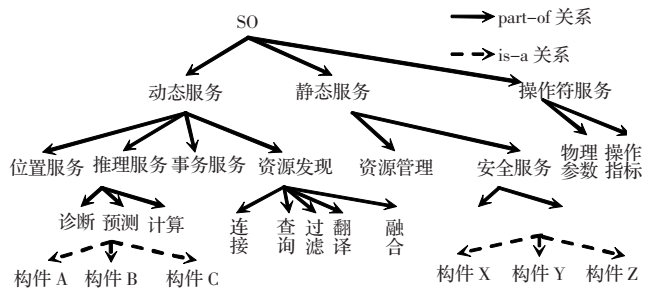 SO
part-of 关系
is-a 关系
动态服务
静态服务
操作符服务
位置服务
推理服务
事务服务
资源发现
资源管理
安全服务
物理
参数
操作
指标
诊断
预测
计算
连接
查询
过滤
翻译
融合
构件 A
构件 B
构件 C
构件 X
构件 Y
构件 Z